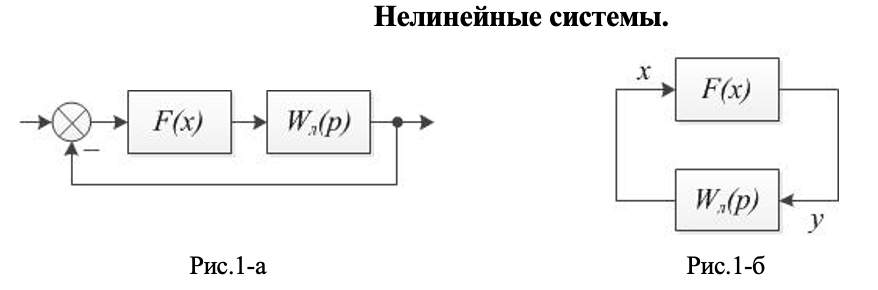 Нелинейные системы.
F(x)
Wл(p)
–
x
F(x)
Wл(p)
y
Рис.1-а
Рис.1-б